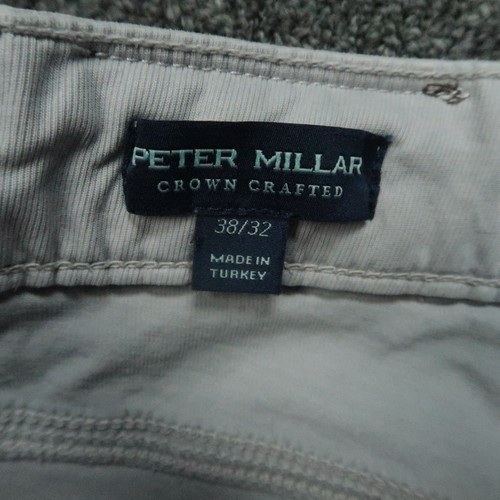 PETER MILLAR
CROWN CRAFTED
38/32
MADE IN
TURKEY